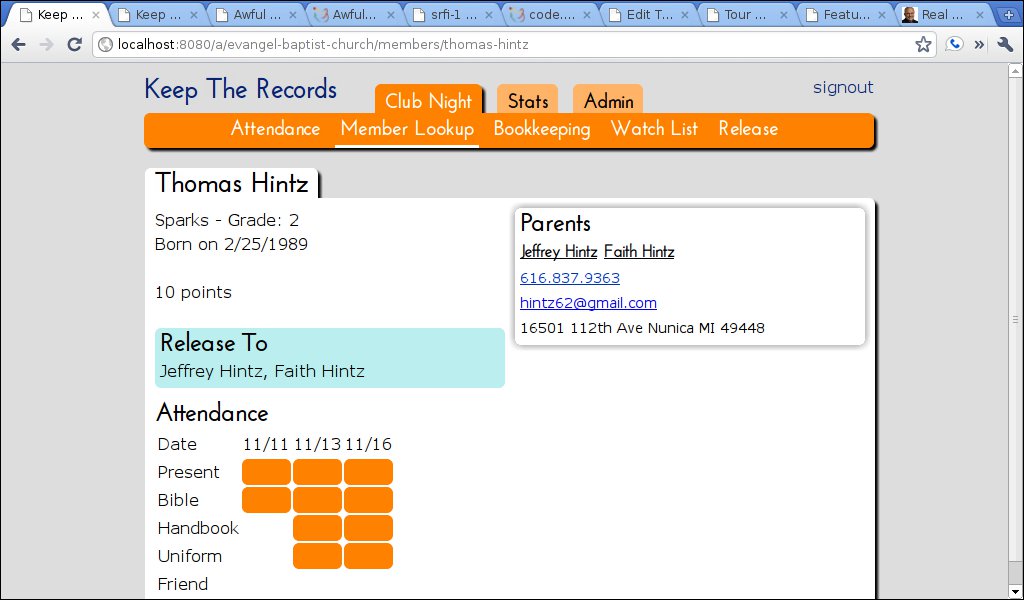 Keep ... Keep ... Awful ... Awful... srfi-1 ... code.... Edit T... Tour ... Featu... Real ...
localhost:8080/a/evangel-baptist-church/members/thomas-hintz
Keep The Records Club Night Stats Admin signout
Attendance Member Lookup Bookkeeping Watch List Release
Thomas Hintz
Sparks - Grade: 2
Born on 2/25/1989
10 points
Release To
Jeffrey Hintz, Faith Hintz
Parents
Jeffrey Hintz Faith Hintz
616.837.9363
hintz62@gmail.com
16501 112th Ave Nunica MI 49448
Attendance
Date 11/11 11/13 11/16
Present
Bible
Handbook
Uniform
Friend